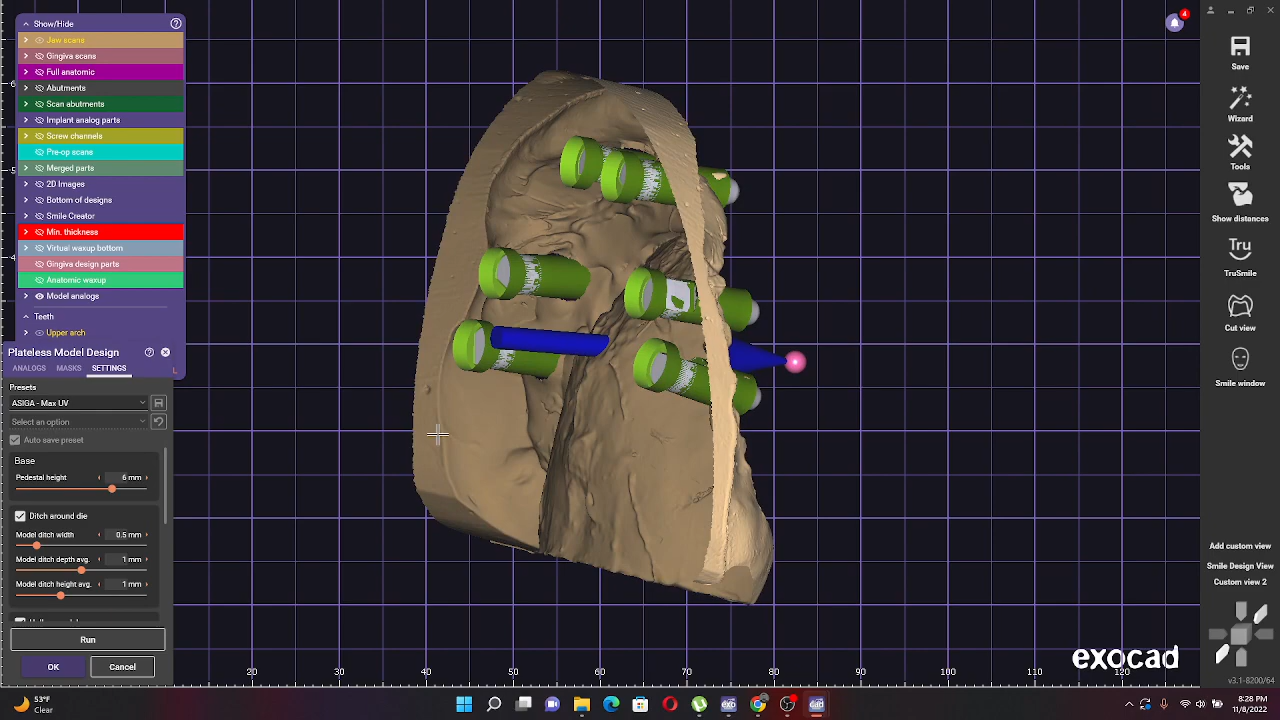 Show/Hide
Jaw scans
Gingiva scans
Full anatomic
Abutments
Scan abutments
Implant analog parts
Screw channels
Pre-op scans
Merged parts
2D Images
Bottom of designs
Smile Creator
Min. thickness
Virtual waxup bottom
Gingiva design parts
Anatomic waxup
Model analogs
Teeth
Upper arch
Plateless Model Design
ANALOGS MASKS SETTINGS
Presets
ASIGA - Max UV
Select an option
Auto save preset
Base
Pedestal height 6 mm
Ditch around die
Model ditch width 0.5 mm
Model ditch depth avg. 1 mm
Model ditch height avg. 1 mm
Run
OK Cancel
20 30 40 50 60 70 80 90 100 110 120
4
Save
Wizard
Tools
Show distances
Tru
TruSmile
Cut view
Smile window
Add custom view
Smile Design View
Custom view 2
exocad
v3.1-8200/64
53°F
Clear
8:28 PM
11/8/2022